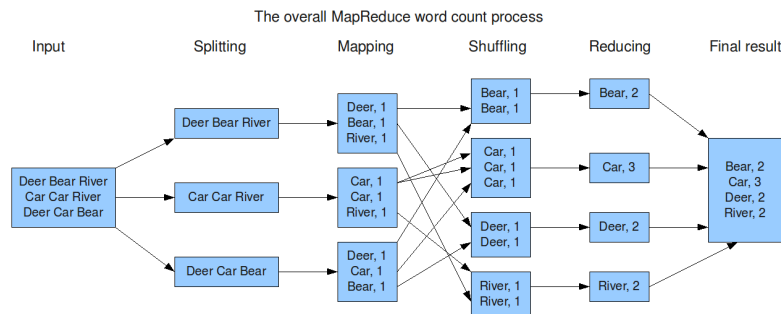 The overall MapReduce word count process
Input
Splitting
Mapping
Shuffling
Reducing
Final result
Deer Bear River
Car Car River
Deer Car Bear
Deer Bear River
Car Car River
Deer Car Bear
Deer, 1
Bear, 1
River, 1
Car, 1
Car, 1
River, 1
Deer, 1
Car, 1
Bear, 1
Bear, 1
Bear, 1
Car, 1
Car, 1
Car, 1
Deer, 1
Deer, 1
River, 1
River, 1
Bear, 2
Car, 3
Deer, 2
River, 2
Bear, 2
Car, 3
Deer, 2
River, 2